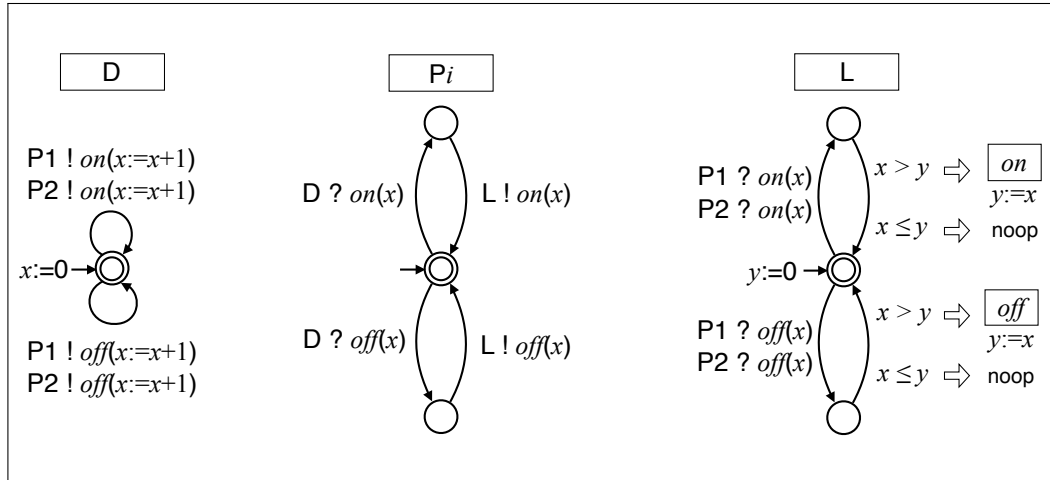 D
P1 ! on(x:=x+1)
P2 ! on(x:=x+1)
x:=0
P1 ! off(x:=x+1)
P2 ! off(x:=x+1)
Pi
D ? on(x)
L ! on(x)
D ? off(x)
L ! off(x)
L
P1 ? on(x)
P2 ? on(x)
x > y ⇨ on
y:=x
x ≤ y ⇨ noop
y:=0
P1 ? off(x)
P2 ? off(x)
x > y ⇨ off
y:=x
x ≤ y ⇨ noop